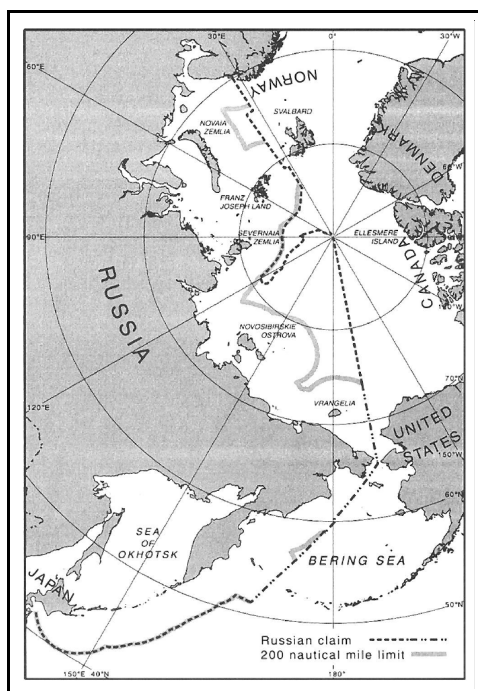 30°E
0°
30°W
60°E
NORWAY
SVALBARD
NOVAIA
ZEMLIA
DENMARK
60°W
FRANZ
JOSEPH LAND
90°E
SEVERNAIA
ZEMLIA
ELLESMERE
ISLAND
CANADA
RUSSIA
NOVOSIBIRSKIE
OSTROVA
70°N
VRANGELIA
120°E
UNITED
STATES
150°W
60°N
SEA
OF
OKHOTSK
BERING SEA
JAPAN
50°N
Russian claim
200 nautical mile limit
150°E 40°N
180°